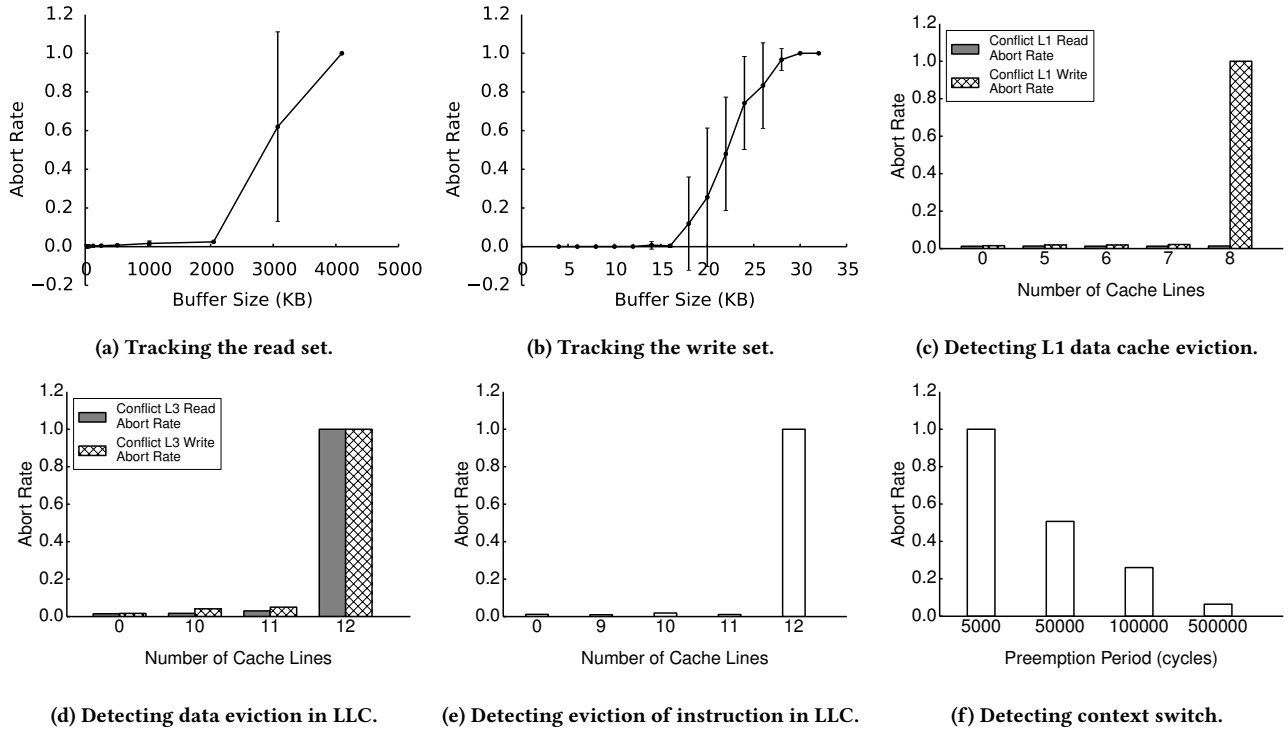 1.2
1.0
0.8
0.6
0.4
0.2
0.0
−0.2
Abort Rate
0 1000 2000 3000 4000 5000
Buffer Size (KB)
(a) Tracking the read set.
1.2
1.0
0.8
0.6
0.4
0.2
0.0
−0.2
Abort Rate
0 5 10 15 20 25 30 35
Buffer Size (KB)
(b) Tracking the write set.
1.2
1.0
0.8
0.6
0.4
0.2
0.0
Abort Rate
Conflict L1 Read
Abort Rate
Conflict L1 Write
Abort Rate
0 5 6 7 8
Number of Cache Lines
(c) Detecting L1 data cache eviction.
1.2
1.0
0.8
0.6
0.4
0.2
0.0
Abort Rate
Conflict L3 Read
Abort Rate
Conflict L3 Write
Abort Rate
0 10 11 12
Number of Cache Lines
(d) Detecting data eviction in LLC.
1.2
1.0
0.8
0.6
0.4
0.2
0.0
Abort Rate
0 9 10 11 12
Number of Cache Lines
(e) Detecting eviction of instruction in LLC.
1.2
1.0
0.8
0.6
0.4
0.2
0.0
Abort Rate
5000 50000 100000 500000
Preemption Period (cycles)
(f) Detecting context switch.